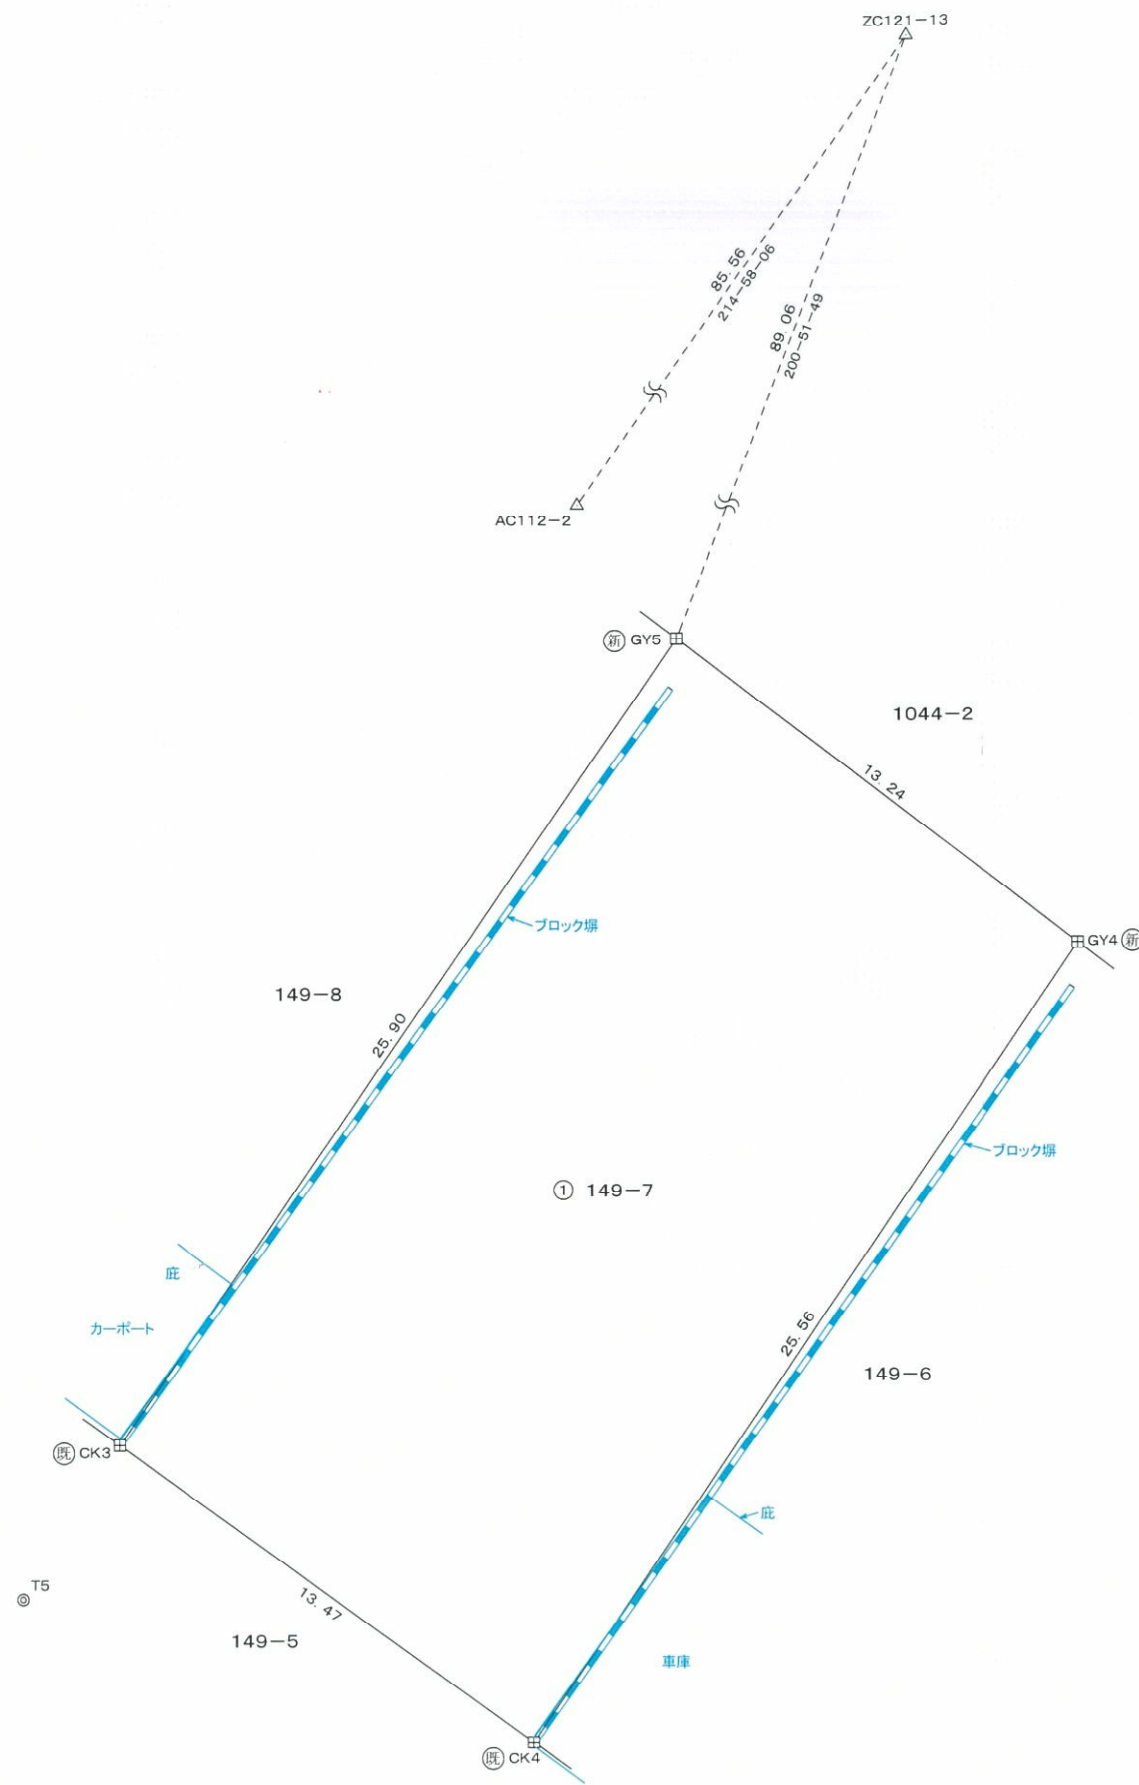 ZC121-13
85.56
214-58-06
89.06
200-51-49
AC112-2
新 GY5
1044-2
13.24
ブロック塀
GY4 新
149-8
25.90
ブロック塀
① 149-7
庇
カーポート
25.56
149-6
既 CK3
庇
T5
13.47
149-5
車庫
既 CK4